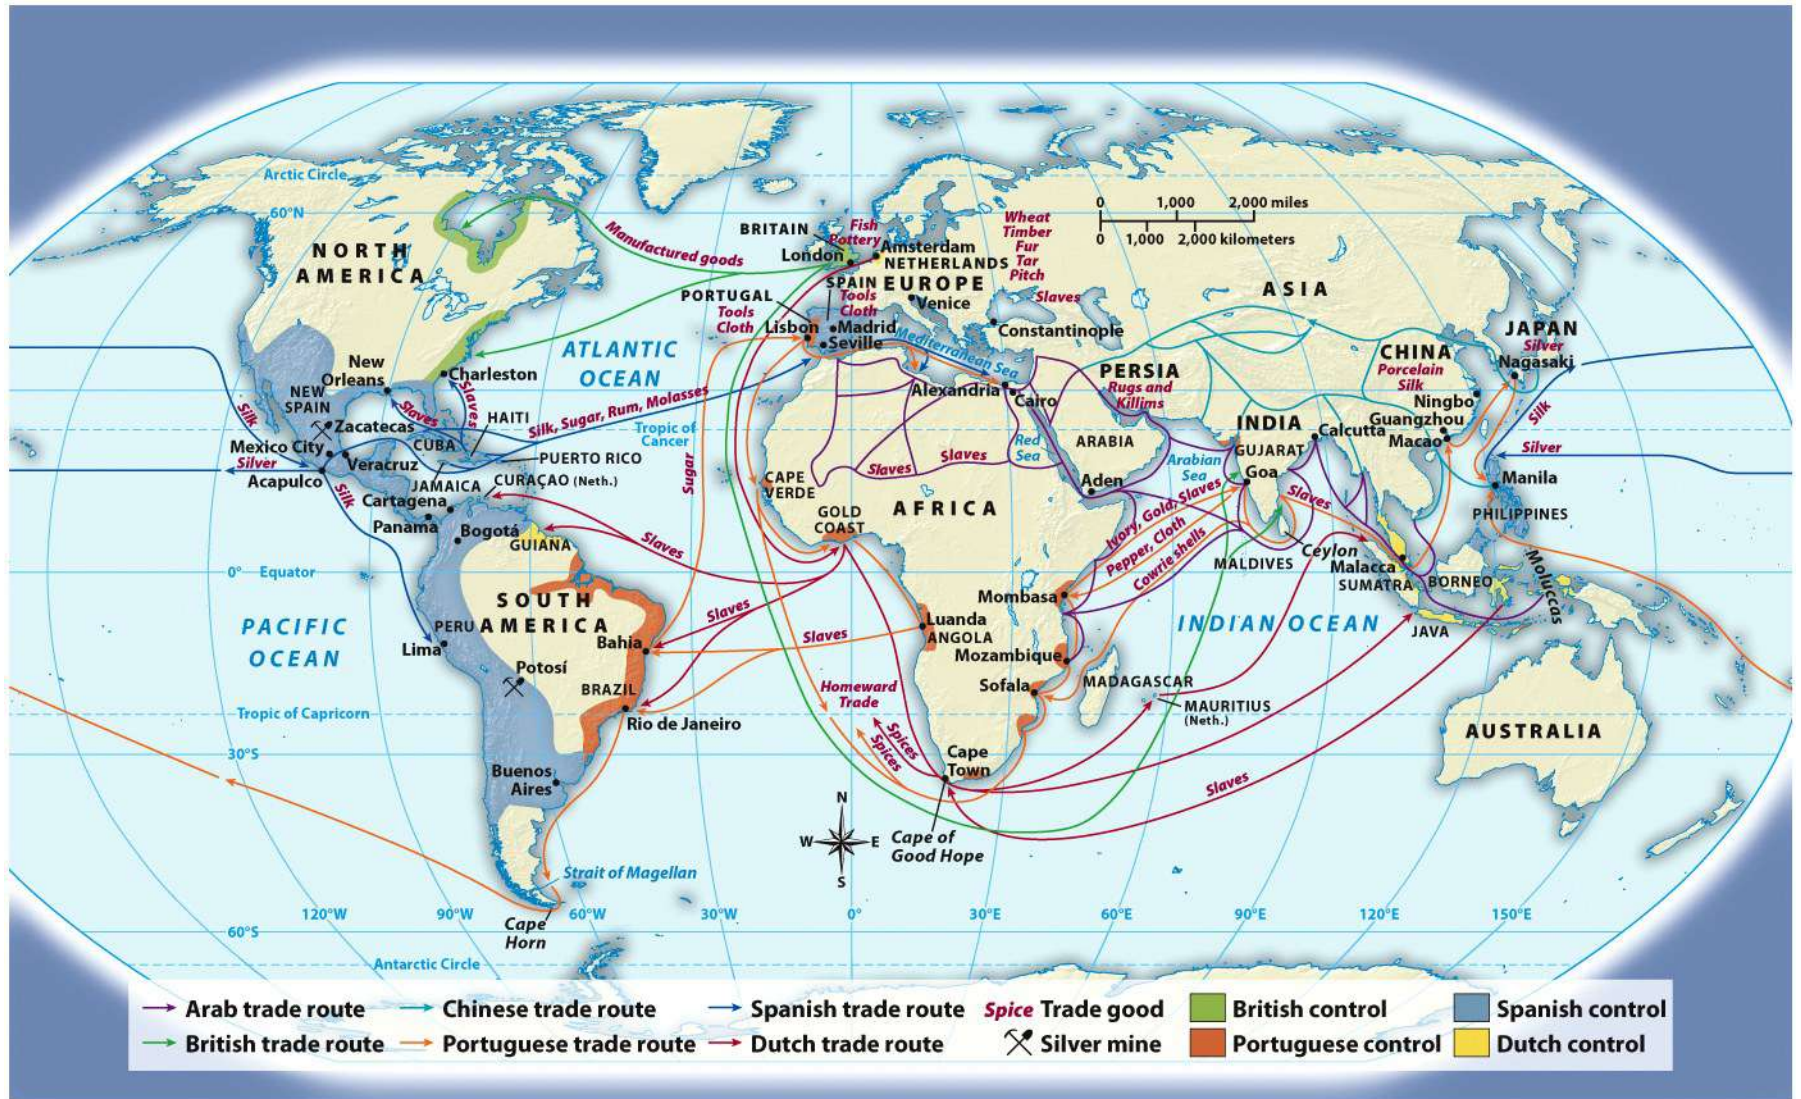 Arctic Circle
60°N
NORTH
AMERICA
Manufactured goods
BRITAIN
London
Fish
Pottery
Amsterdam
NETHERLANDS
Wheat
Timber
Fur
Tar
Pitch
0 1,000 2,000 miles
0 1,000 2,000 kilometers
SPAIN
Tools
Cloth
EUROPE
Venice
Slaves
ASIA
PORTUGAL
Tools
Cloth
Lisbon
Madrid
Seville
Mediterranean Sea
Constantinople
JAPAN
Silver
Nagasaki
CHINA
Porcelain
Silk
Ningbo
Guangzhou
Macao
ATLANTIC
OCEAN
New
Orleans
Charleston
NEW
SPAIN
Silk
Slaves
Slaves
HAITI
Silk, Sugar, Rum, Molasses
Tropic of
Cancer
Zacatecas
Mexico City
Silver
Acapulco
Veracruz
CUBA
PUERTO RICO
JAMAICA
CURAÇAO (Neth.)
Silk
Cartagena
Panama
Bogotá
GUIANA
Sugar
Alexandria
Cairo
PERSIA
Rugs and
Killims
Red
Sea
ARABIA
Aden
Arabian
Sea
INDIA
GUJARAT
Goa
Calcutta
Silk
Silver
Manila
PHILIPPINES
CAPE
VERDE
Slaves
Slaves
AFRICA
GOLD
COAST
Slaves
Ivory, Gold, Slaves
Pepper, Cloth
Cowrie shells
Slaves
Ceylon
MALDIVES
Malacca
SUMATRA
BORNEO
Moluccas
JAVA
0° Equator
SOUTH
AMERICA
PERU
Lima
Potosí
BRAZIL
Bahia
Rio de Janeiro
Slaves
Slaves
Luanda
ANGOLA
Mombasa
Mozambique
Sofala
MADAGASCAR
MAURITIUS
(Neth.)
INDIAN OCEAN
PACIFIC
OCEAN
AUSTRALIA
Tropic of Capricorn
30°S
Buenos
Aires
Homeward
Trade
Spices
Spices
Cape
Town
Slaves
N
W E
S
Cape of
Good Hope
Strait of Magellan
Cape
Horn
120°W 90°W 60°W 30°W 0° 30°E 60°E 90°E 120°E 150°E
60°S
Antarctic Circle
Arab trade route Chinese trade route Spanish trade route Spice Trade good British control Spanish control
British trade route Portuguese trade route Dutch trade route Silver mine Portuguese control Dutch control